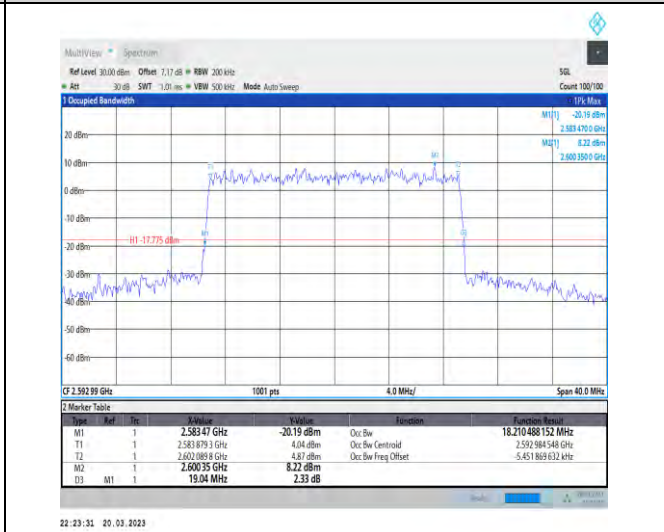 MultiView Spectrum
Ref Level 30.00 dBm Offset 7.17 dB RBW 200 kHz SGL
Att 30 dB SWT 1.01 ms VBW 500 kHz Mode Auto Sweep Count 100/100
1 Occupied Bandwidth 1Pk Max
M1[1] -20.19 dBm
2.583 470 0 GHz
M2[1] 8.22 dBm
2.600 350 0 GHz
20 dBm
10 dBm
0 dBm
-10 dBm
H1 -17.775 dBm
-20 dBm
-30 dBm
-40 dBm
-50 dBm
-60 dBm
CF 2.592 99 GHz 1001 pts 4.0 MHz/ Span 40.0 MHz
2 Marker Table
Type Ref Trc X-Value Y-Value Function Function Result
M1 1 2.583 47 GHz -20.19 dBm Occ Bw 18.210 488 152 MHz
T1 1 2.583 879 3 GHz 4.04 dBm Occ Bw Centroid 2.592 984 548 GHz
T2 1 2.602 089 8 GHz 4.87 dBm Occ Bw Freq Offset -5.451 869 632 kHz
M2 1 2.600 35 GHz 8.22 dBm
D3 M1 1 19.04 MHz 2.33 dB
22:23:31 20.03.2023